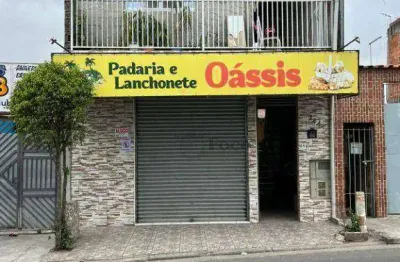 Padaria e
Lanchonete
Oássis